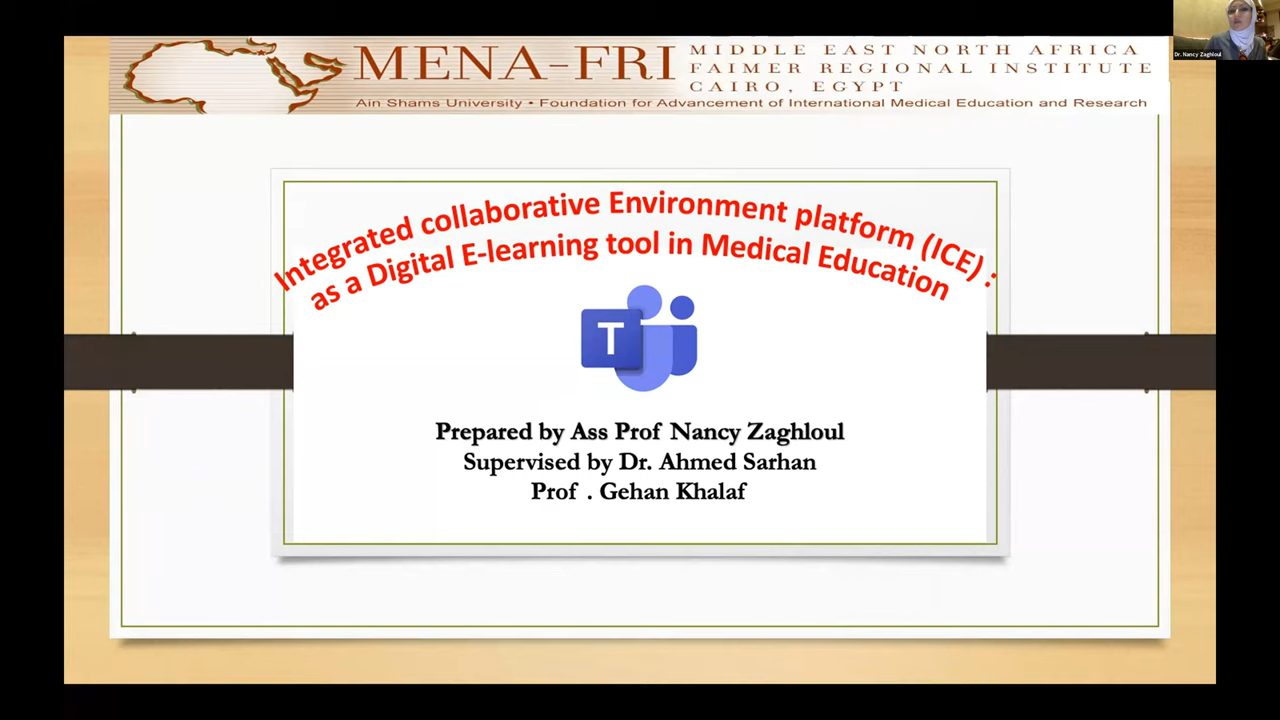 MENA-FRI
MIDDLE EAST NORTH AFRICA
FAIMER REGIONAL INSTITUTE
CAIRO, EGYPT
Ain Shams University • Foundation for Advancement of International Medical Education and Research
Dr. Nancy Zaghloul
Integrated collaborative Environment platform (ICE) :
as a Digital E-learning tool in Medical Education
T
Prepared by Ass Prof Nancy Zaghloul
Supervised by Dr. Ahmed Sarhan
Prof . Gehan Khalaf